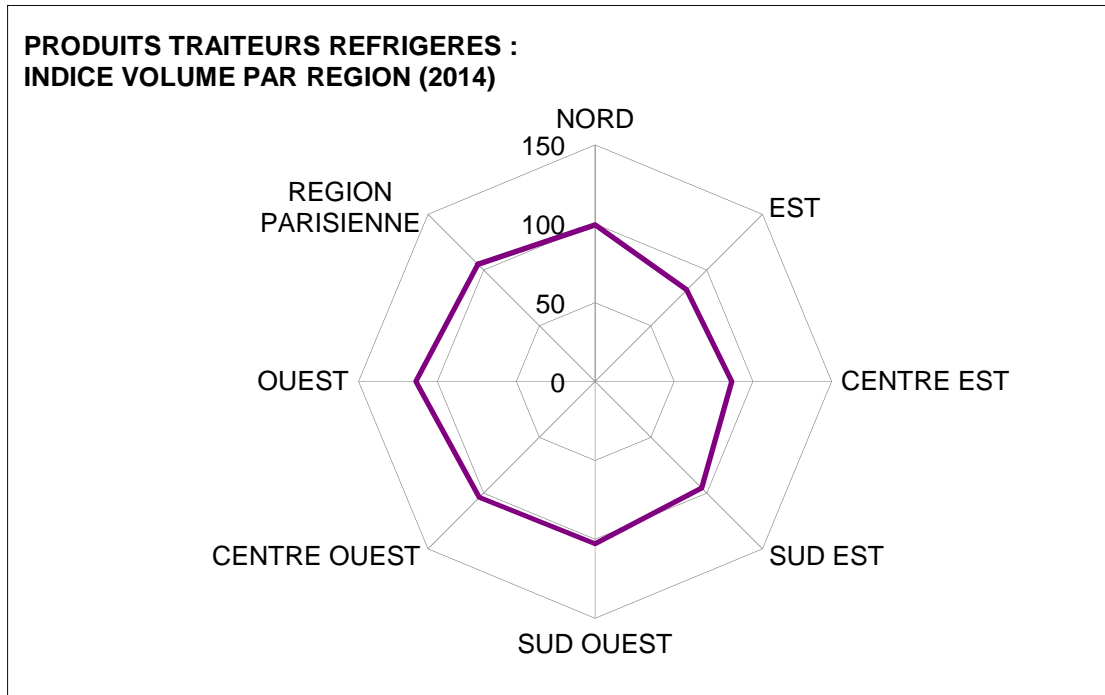 PRODUITS TRAITEURS REFRIGERES :
INDICE VOLUME PAR REGION (2014)
NORD
150
REGION
PARISIENNE
EST
100
50
OUEST
0
CENTRE EST
CENTRE OUEST
SUD EST
SUD OUEST